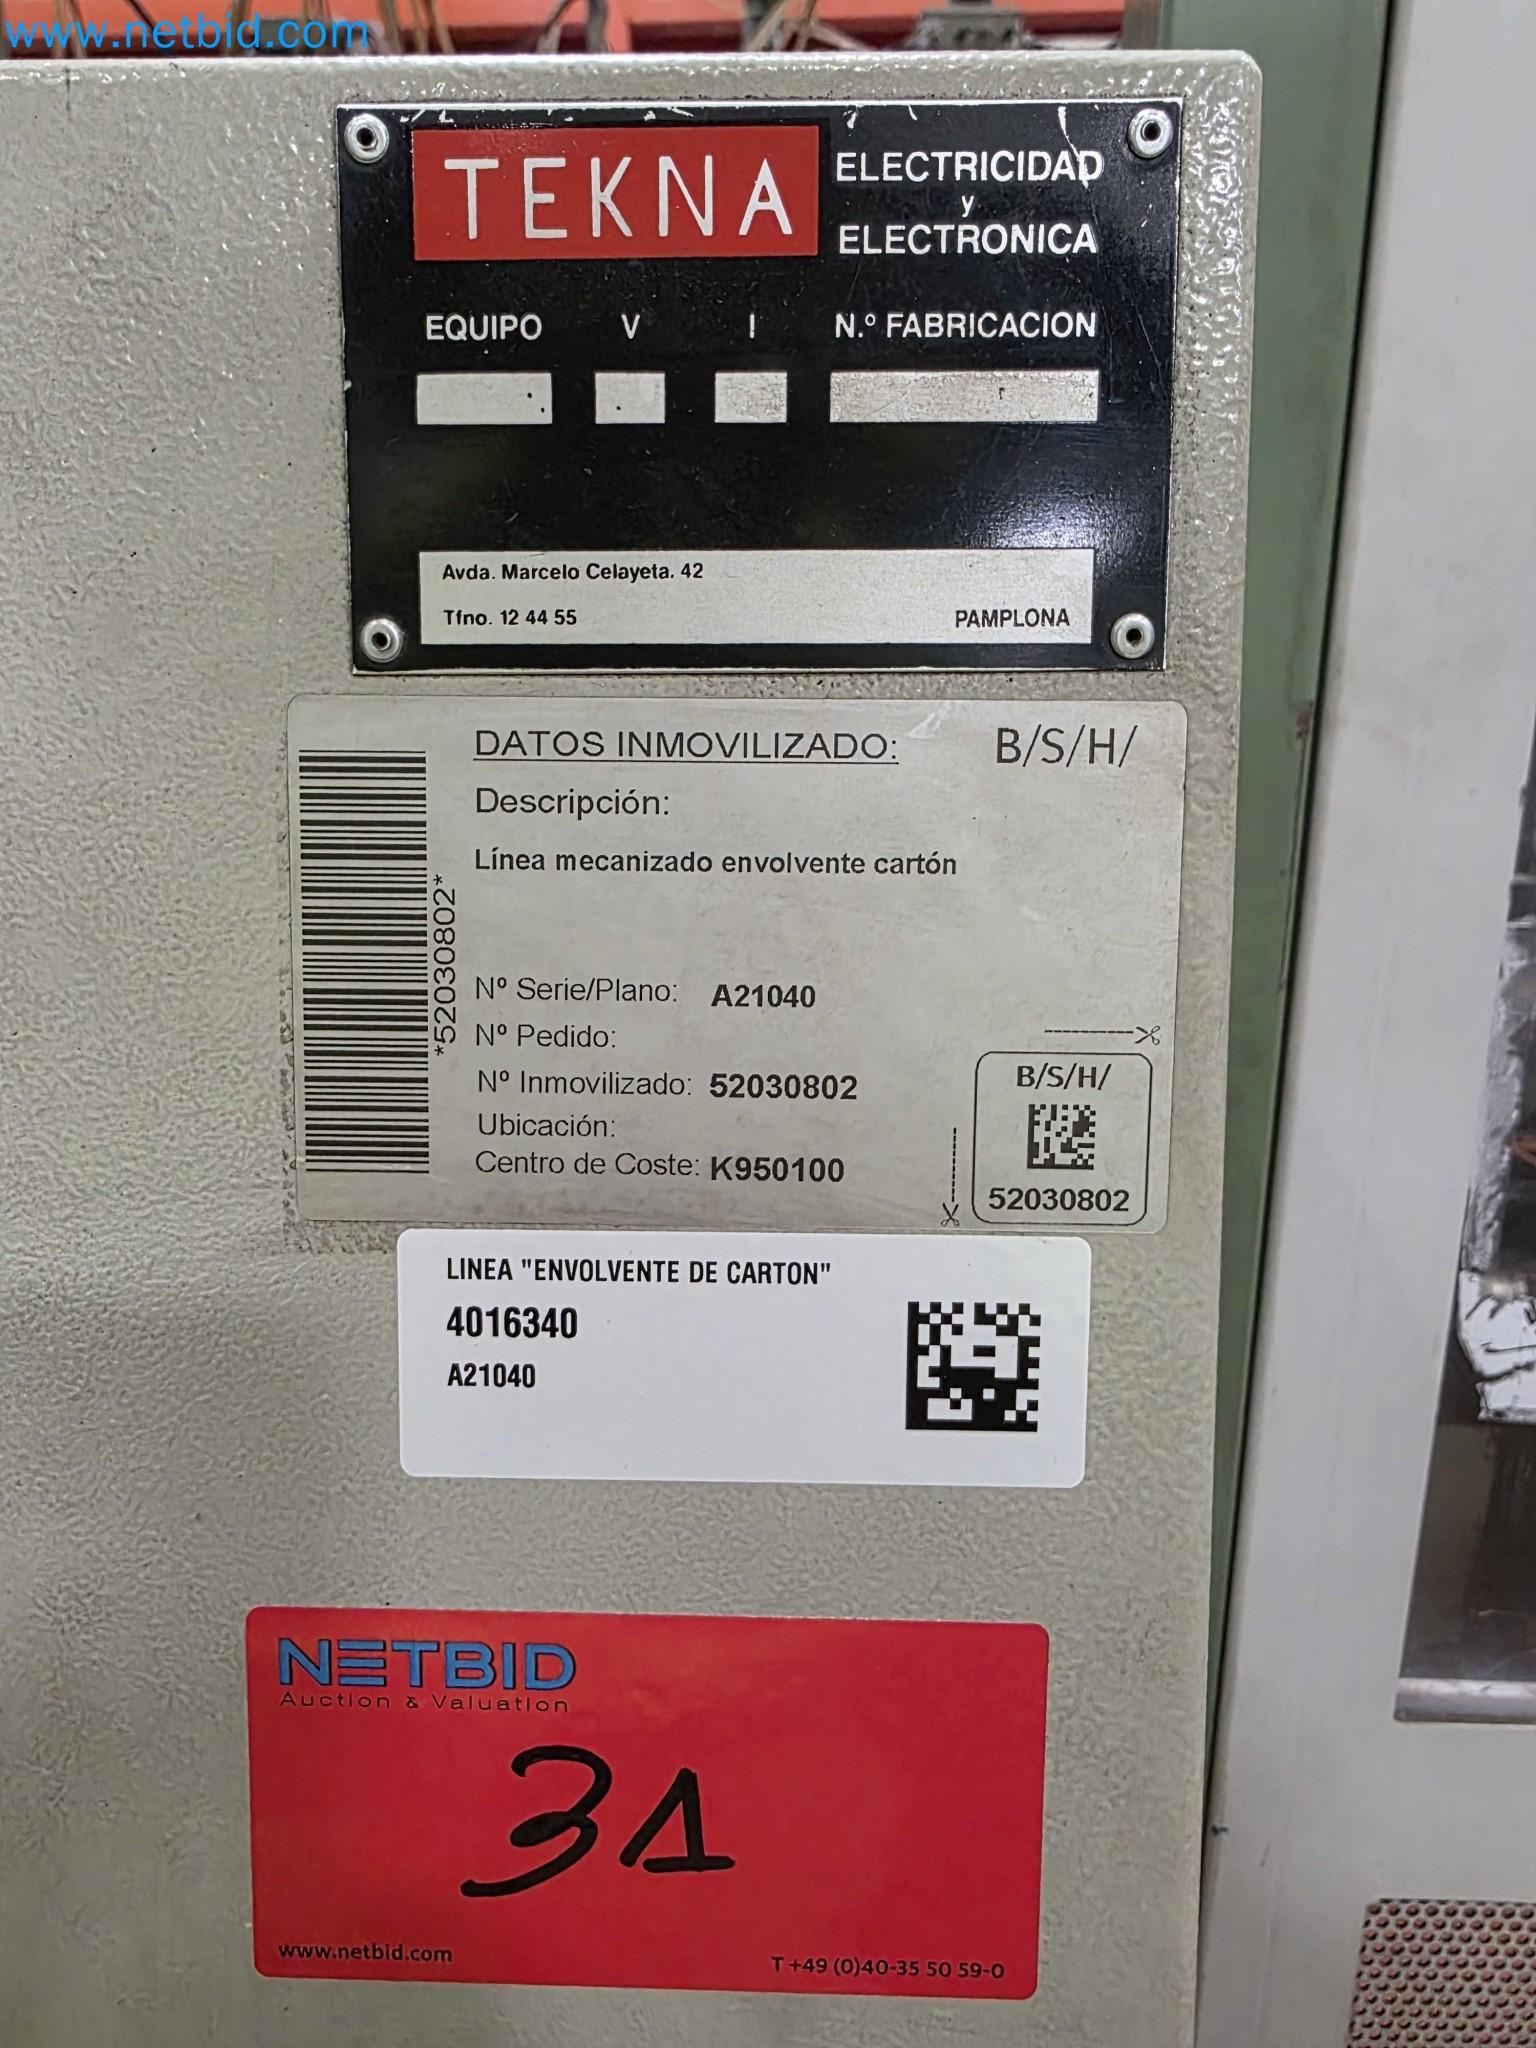 www.netbid.com
TEKNA
ELECTRICIDAD
y
ELECTRONICA
EQUIPO V I N.º FABRICACION
Avda. Marcelo Celayeta. 42
Tfno. 12 44 55 PAMPLONA
DATOS INMOVILIZADO: B/S/H/
Descripción:
Línea mecanizado envolvente cartón
*52030802*
Nº Serie/Plano: A21040
Nº Pedido:
Nº Inmovilizado: 52030802
Ubicación:
Centro de Coste: K950100
B/S/H/
52030802
LINEA "ENVOLVENTE DE CARTON"
4016340
A21040
NETBID
Auction & Valuation
31
www.netbid.com T +49 (0)40-35 50 59-0